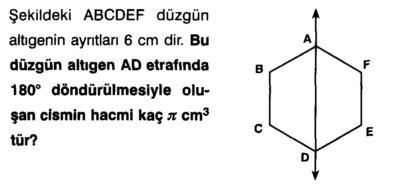 Şekildeki ABCDEF düzgün
altıgenin ayrıtları 6 cm dir. Bu
düzgün altıgen AD etrafında
180° döndürülmesiyle olu-
şan cismin hacmi kaç π cm³
tür?
A
B
F
C
E
D